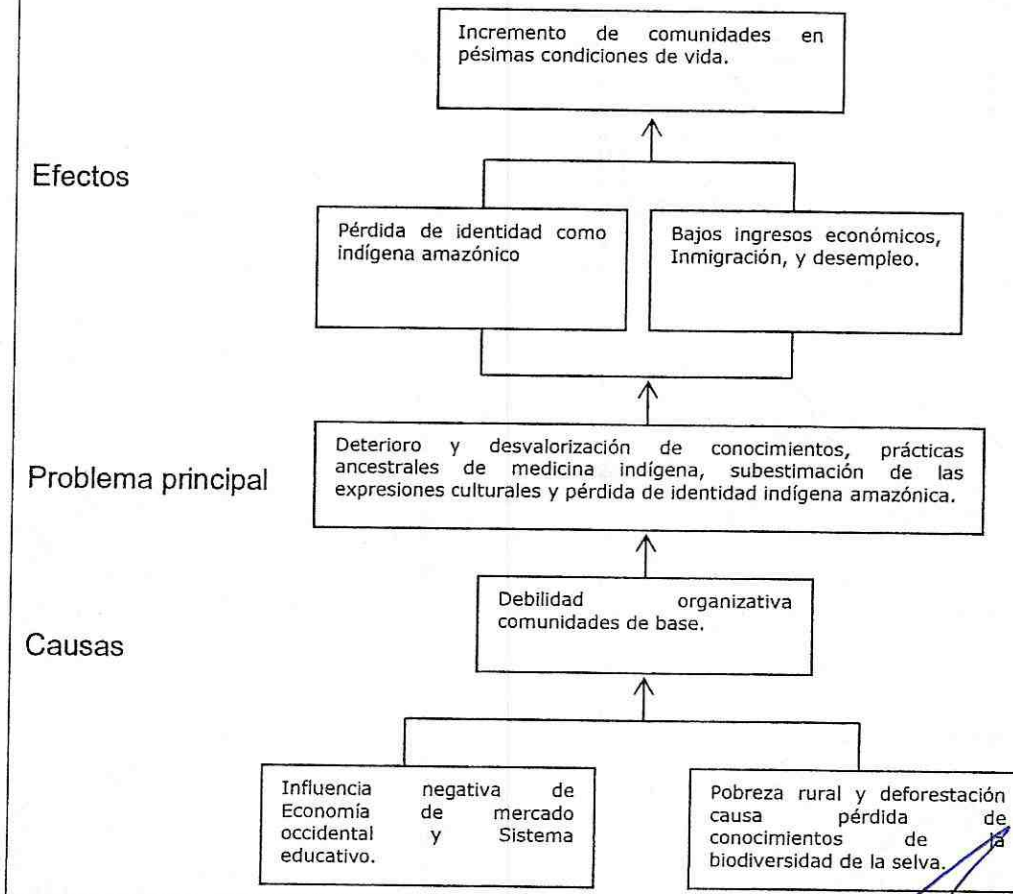 Incremento de comunidades en
pésimas condiciones de vida.
Efectos
Pérdida de identidad como
indígena amazónico
Bajos ingresos económicos,
Inmigración, y desempleo.
Problema principal
Deterioro y desvalorización de conocimientos, prácticas
ancestrales de medicina indígena, subestimación de las
expresiones culturales y pérdida de identidad indígena amazónica.
Causas
Debilidad organizativa
comunidades de base.
Influencia negativa de
Economía de mercado
occidental y Sistema
educativo.
Pobreza rural y deforestación
causa pérdida de
conocimientos de la
biodiversidad de la selva.